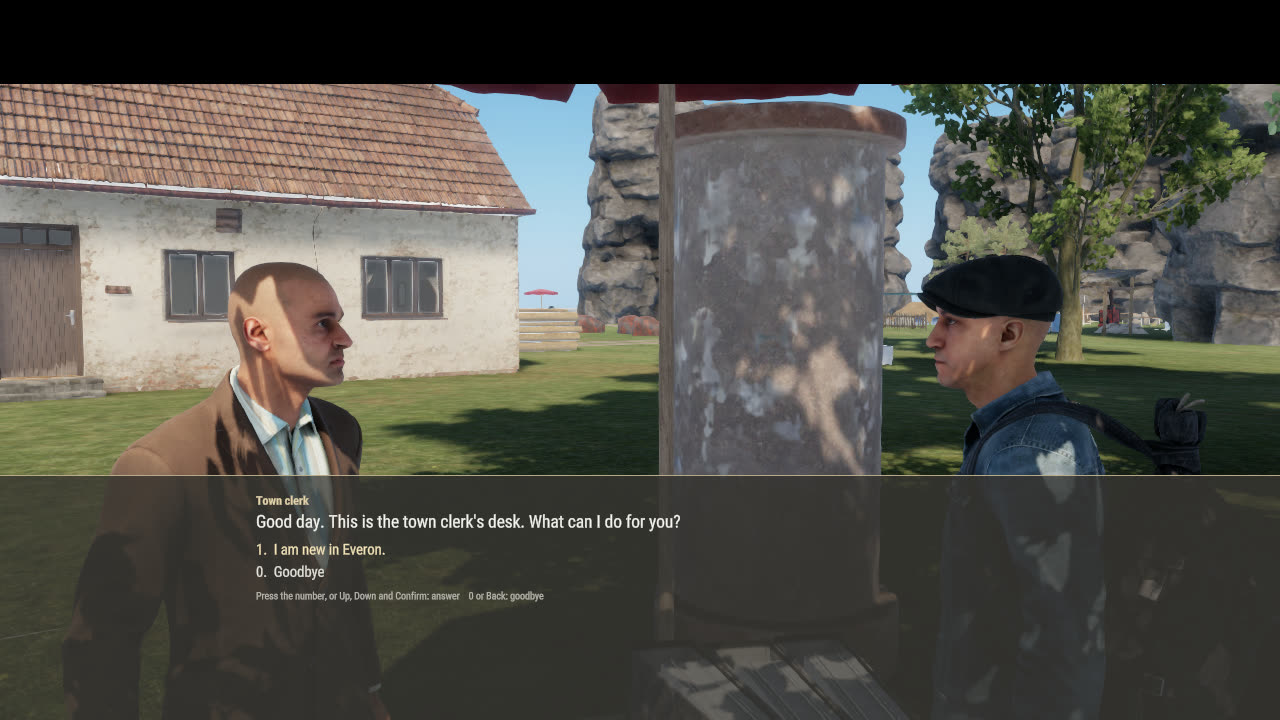 Town clerk
Good day. This is the town clerk's desk. What can I do for you?
1. I am new in Everon.
0. Goodbye
Press the number, or Up, Down and Confirm: answer 0 or Back: goodbye